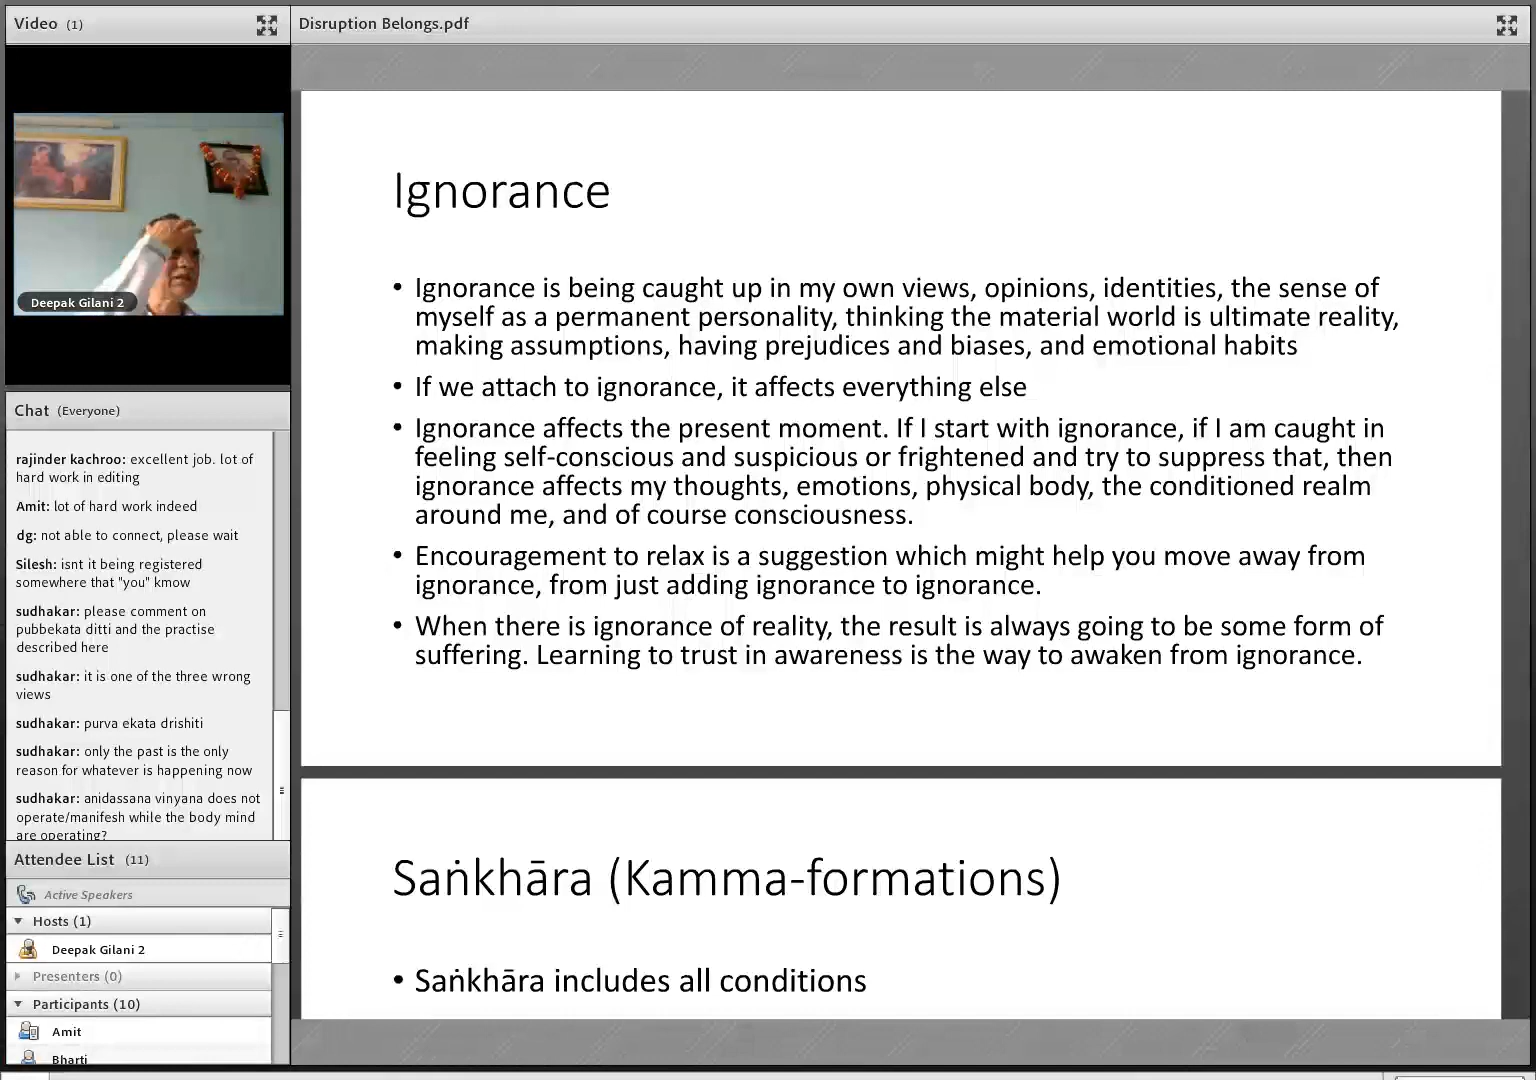 Video (1)
Deepak Gilani 2
Chat (Everyone)
rajinder kachroo: excellent job. lot of
hard work in editing
Amit: lot of hard work indeed
dg: not able to connect, please wait
Silesh: isnt it being registered
somewhere that "you" kmow
sudhakar: please comment on
pubbekata ditti and the practise
described here
sudhakar: it is one of the three wrong
views
sudhakar: purva ekata drishiti
sudhakar: only the past is the only
reason for whatever is happening now
sudhakar: anidassana vinyana does not
operate/manifesh while the body mind
are operating?
Attendee List (11)
Active Speakers
Hosts (1)
Deepak Gilani 2
Presenters (0)
Participants (10)
Amit
Bharti
Disruption Belongs.pdf
Ignorance
• Ignorance is being caught up in my own views, opinions, identities, the sense of
myself as a permanent personality, thinking the material world is ultimate reality,
making assumptions, having prejudices and biases, and emotional habits
• If we attach to ignorance, it affects everything else
• Ignorance affects the present moment. If I start with ignorance, if I am caught in
feeling self-conscious and suspicious or frightened and try to suppress that, then
ignorance affects my thoughts, emotions, physical body, the conditioned realm
around me, and of course consciousness.
• Encouragement to relax is a suggestion which might help you move away from
ignorance, from just adding ignorance to ignorance.
• When there is ignorance of reality, the result is always going to be some form of
suffering. Learning to trust in awareness is the way to awaken from ignorance.
Saṅkhāra (Kamma-formations)
• Saṅkhāra includes all conditions